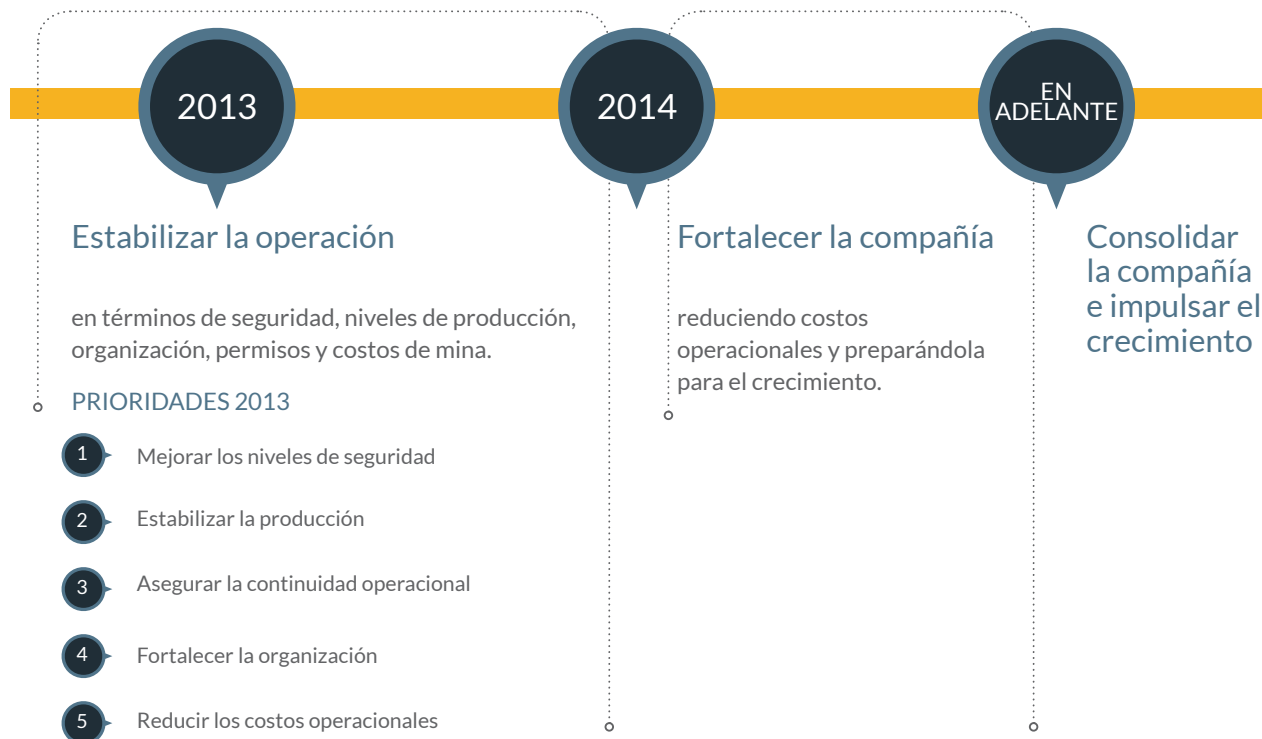 2013
Estabilizar la operación
en términos de seguridad, niveles de producción,
organización, permisos y costos de mina.
PRIORIDADES 2013
1 Mejorar los niveles de seguridad
2 Estabilizar la producción
3 Asegurar la continuidad operacional
4 Fortalecer la organización
5 Reducir los costos operacionales
2014
Fortalecer la compañía
reduciendo costos
operacionales y preparándola
para el crecimiento.
EN
ADELANTE
Consolidar
la compañía
e impulsar el
crecimiento